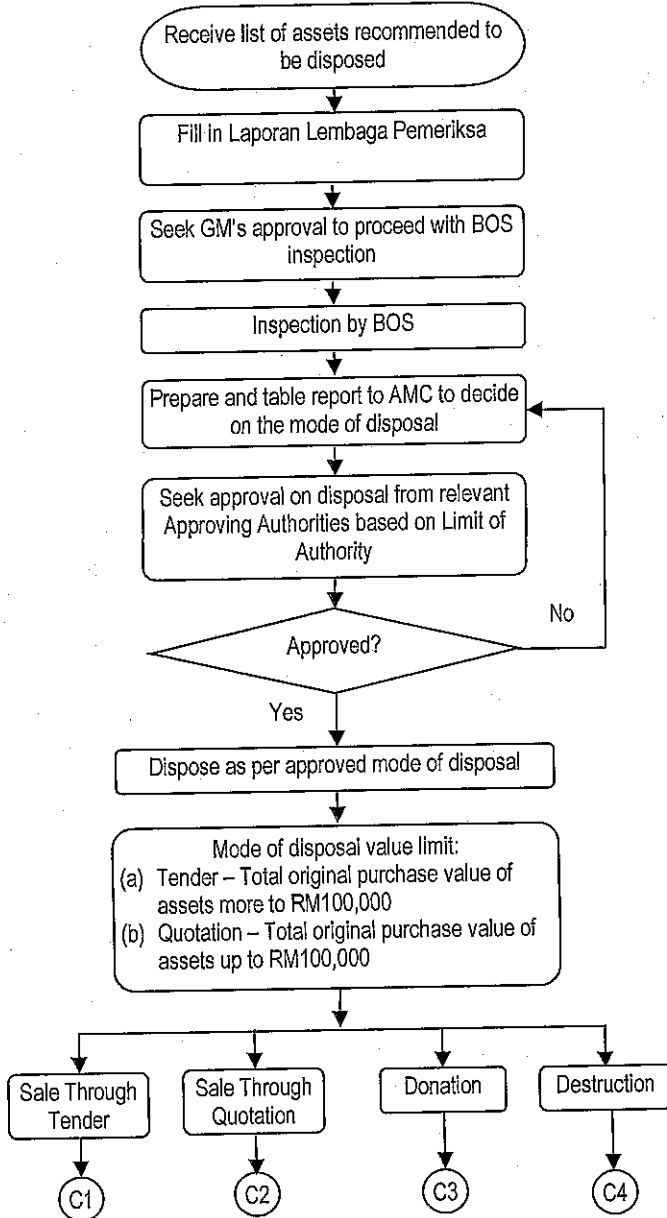 Receive list of assets recommended to
be disposed
Fill in Laporan Lembaga Pemeriksa
Seek GM's approval to proceed with BOS
inspection
Inspection by BOS
Prepare and table report to AMC to decide
on the mode of disposal
Seek approval on disposal from relevant
Approving Authorities based on Limit of
Authority
Approved?
No
Yes
Dispose as per approved mode of disposal
Mode of disposal value limit:
(a) Tender – Total original purchase value of
assets more to RM100,000
(b) Quotation – Total original purchase value of
assets up to RM100,000
Sale Through
Tender
Sale Through
Quotation
Donation
Destruction
C1
C2
C3
C4